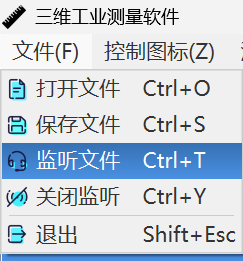 三维工业测量软件
文件(F) 控制图标(Z)
打开文件 Ctrl+O
保存文件 Ctrl+S
监听文件 Ctrl+T
关闭监听 Ctrl+Y
退出 Shift+Esc